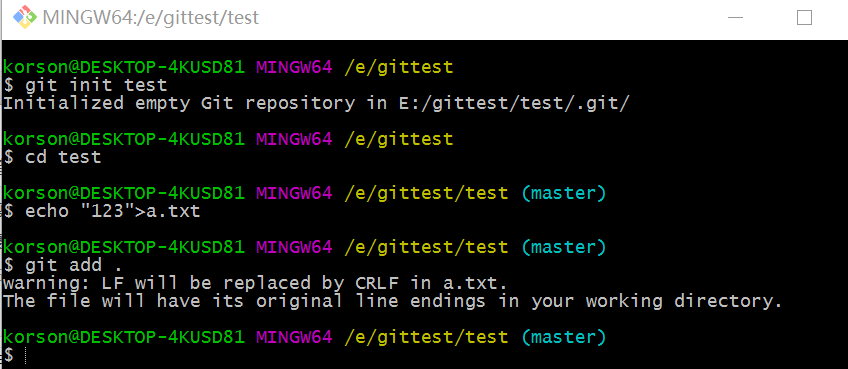 MINGW64:/e/gittest/test
korson@DESKTOP-4KUSD81 MINGW64 /e/gittest
$ git init test
Initialized empty Git repository in E:/gittest/test/.git/
korson@DESKTOP-4KUSD81 MINGW64 /e/gittest
$ cd test
korson@DESKTOP-4KUSD81 MINGW64 /e/gittest/test (master)
$ echo "123">a.txt
korson@DESKTOP-4KUSD81 MINGW64 /e/gittest/test (master)
$ git add .
warning: LF will be replaced by CRLF in a.txt.
The file will have its original line endings in your working directory.
korson@DESKTOP-4KUSD81 MINGW64 /e/gittest/test (master)
$